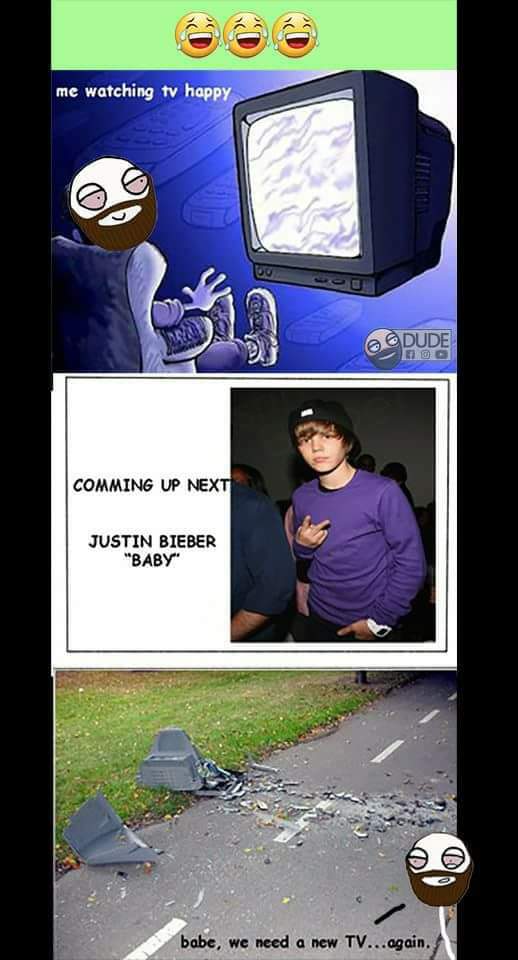 me watching tv happy
DUDE
COMMING UP NEXT
JUSTIN BIEBER
"BABY"
babe, we need a new TV...again.